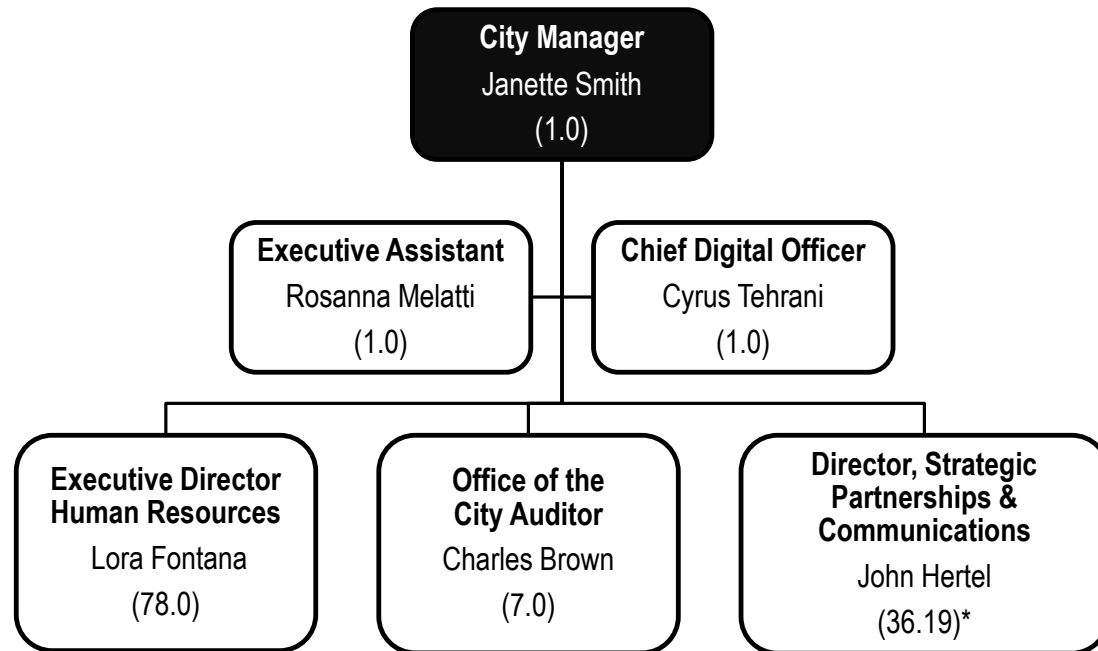 City Manager
Janette Smith
(1.0)
Executive Assistant
Rosanna Melatti
(1.0)
Chief Digital Officer
Cyrus Tehrani
(1.0)
Executive Director
Human Resources
Lora Fontana
(78.0)
Office of the
City Auditor
Charles Brown
(7.0)
Director, Strategic
Partnerships &
Communications
John Hertel
(36.19)*